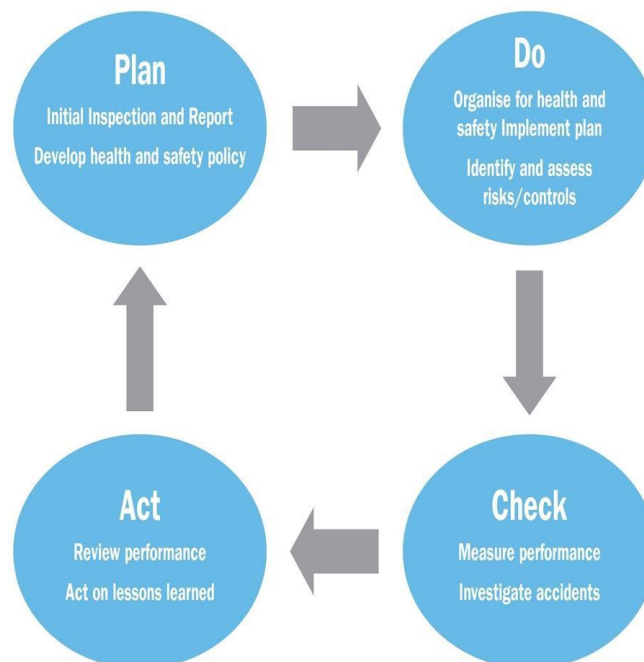 Plan
Initial Inspection and Report
Develop health and safety policy
Do
Organise for health and
safety Implement plan
Identify and assess
risks/controls
Check
Measure performance
Investigate accidents
Act
Review performance
Act on lessons learned